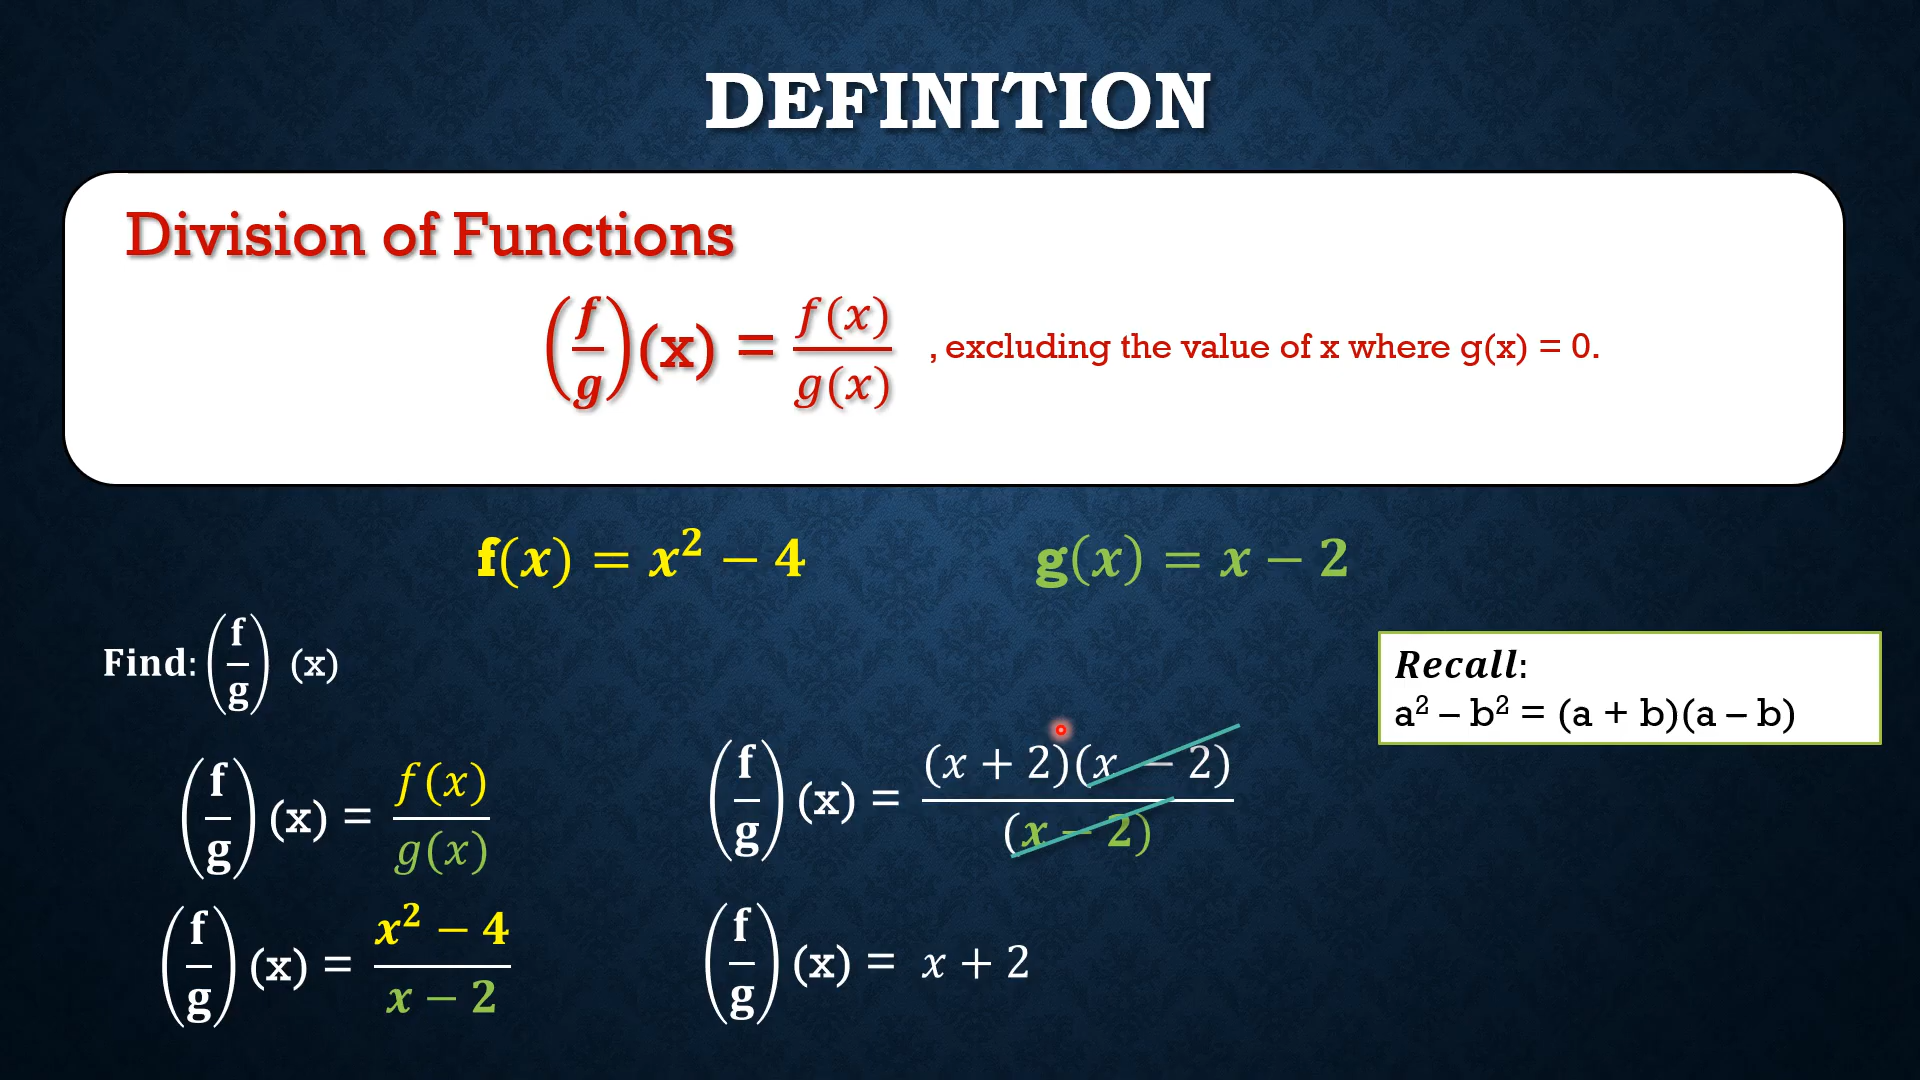 DEFINITION
Division of Functions
(f/g)(x) = f(x)/g(x) , excluding the value of x where g(x) = 0.
f(x) = x² − 4 g(x) = x − 2
Find: (f/g) (x)
Recall:
a² – b² = (a + b)(a – b)
(f/g)(x) = f(x)/g(x)
(f/g)(x) = x² − 4/x − 2
(f/g)(x) = (x + 2)(x − 2)/(x − 2)
(f/g)(x) = x + 2